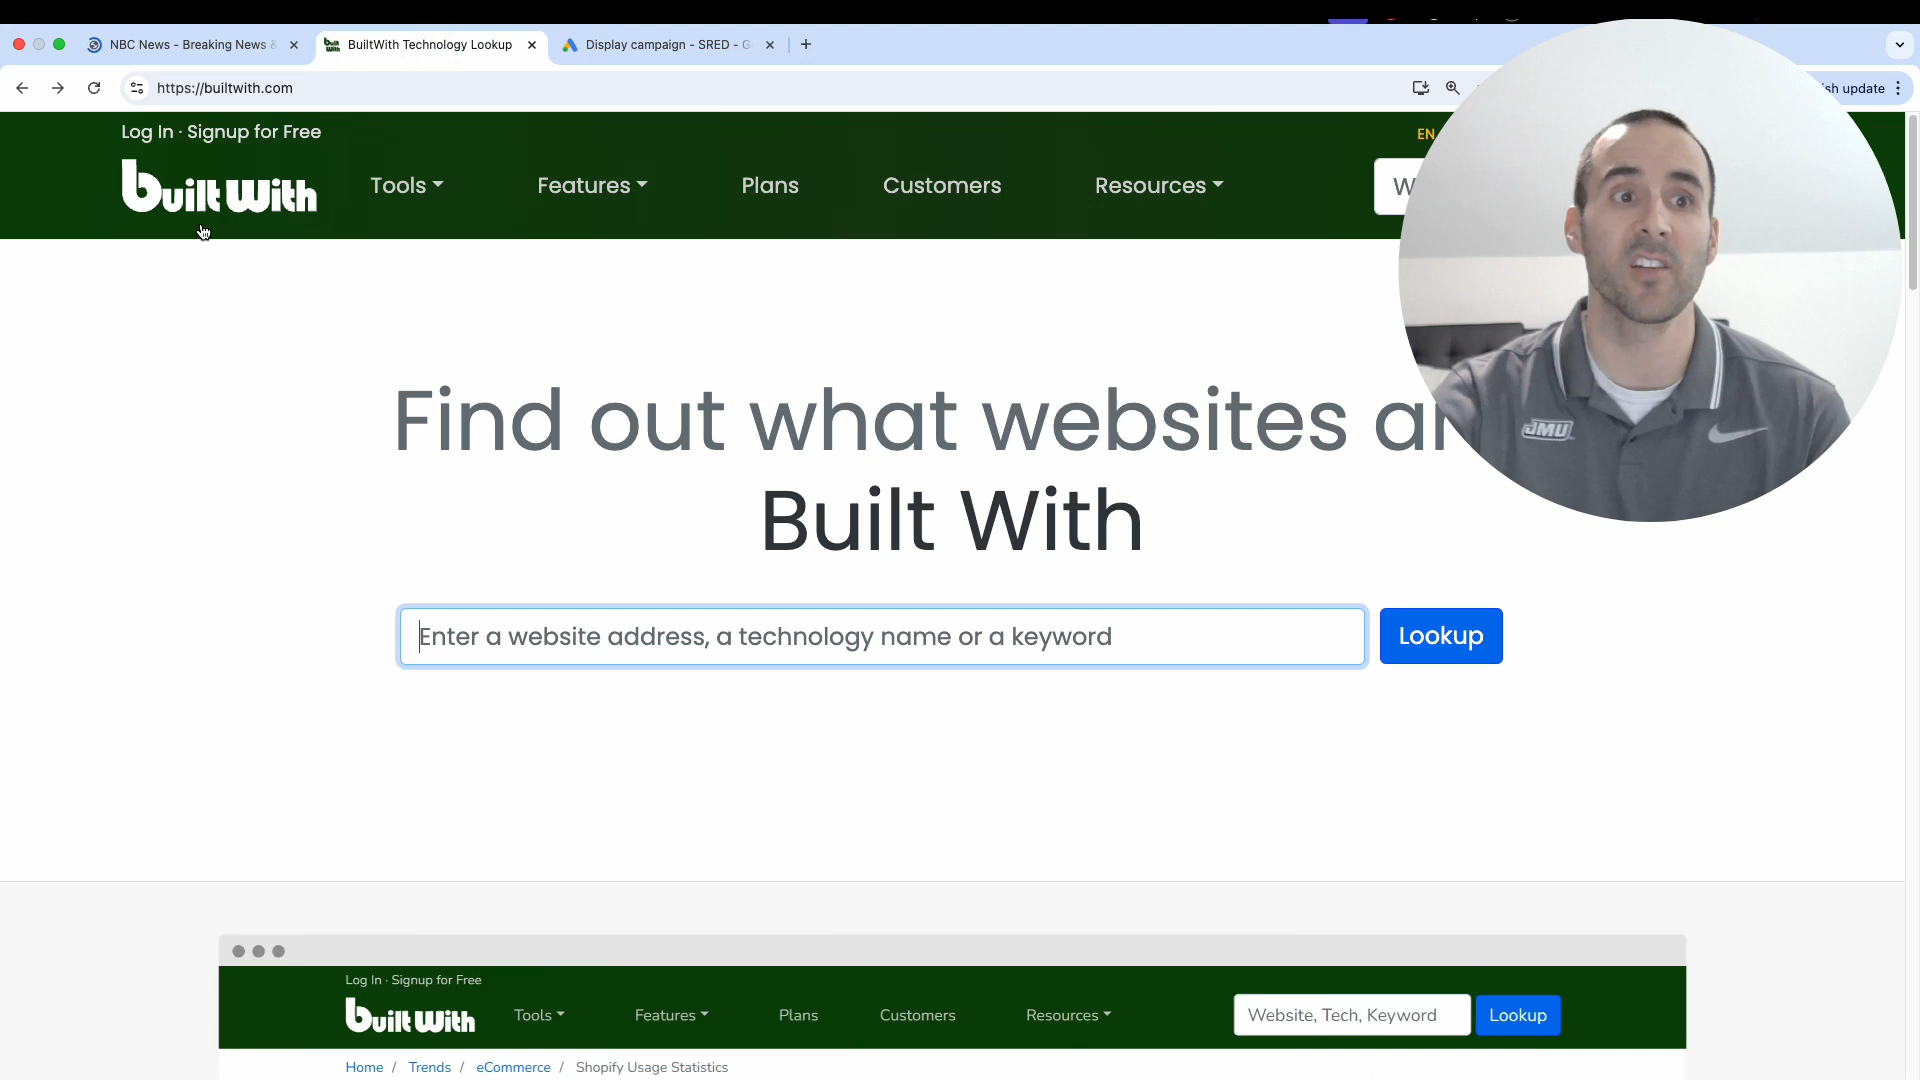 NBC News - Breaking News &
BuiltWith Technology Lookup
Display campaign - SRED - G
https://builtwith.com
sh update
Log In · Signup for Free
EN
built With
Tools
Features
Plans
Customers
Resources
W
Find out what websites ar
Built With
JMU
Enter a website address, a technology name or a keyword
Lookup
Log In · Signup for Free
built With
Tools
Features
Plans
Customers
Resources
Website, Tech, Keyword
Lookup
Home / Trends / eCommerce / Shopify Usage Statistics